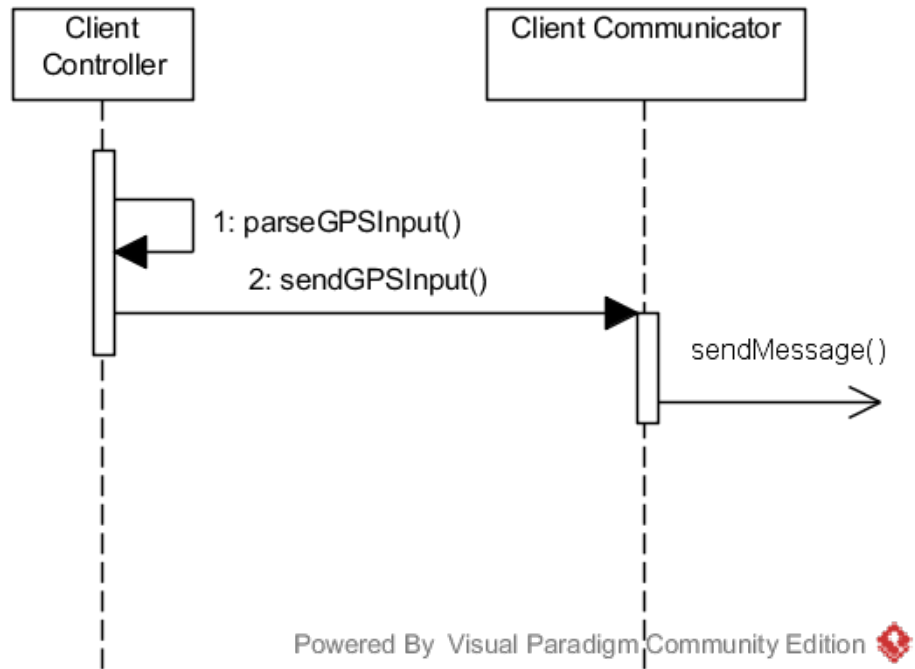 Client
Controller
Client Communicator
1: parseGPSInput()
2: sendGPSInput()
sendMessage()
Powered By Visual Paradigm Community Edition